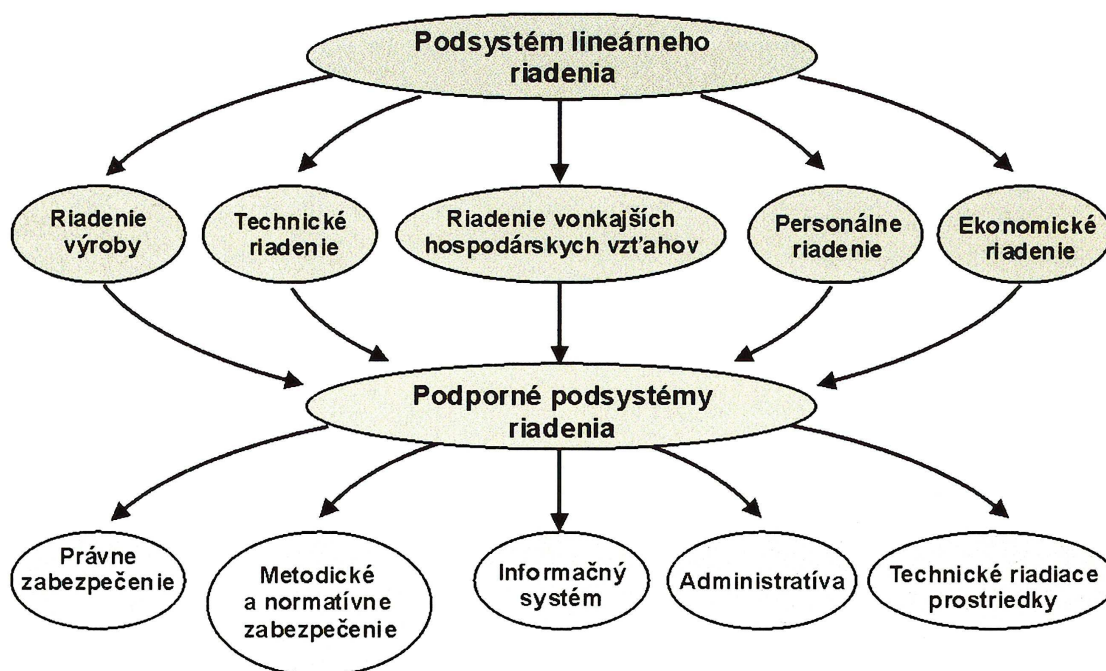 Podsystém lineárneho
riadenia
Riadenie
výroby
Technické
riadenie
Riadenie vonkajších
hospodárskych vzťahov
Personálne
riadenie
Ekonomické
riadenie
Podporné podsystémy
riadenia
Právne
zabezpečenie
Metodické
a normatívne
zabezpečenie
Informačný
systém
Administratíva
Technické riadiace
prostriedky